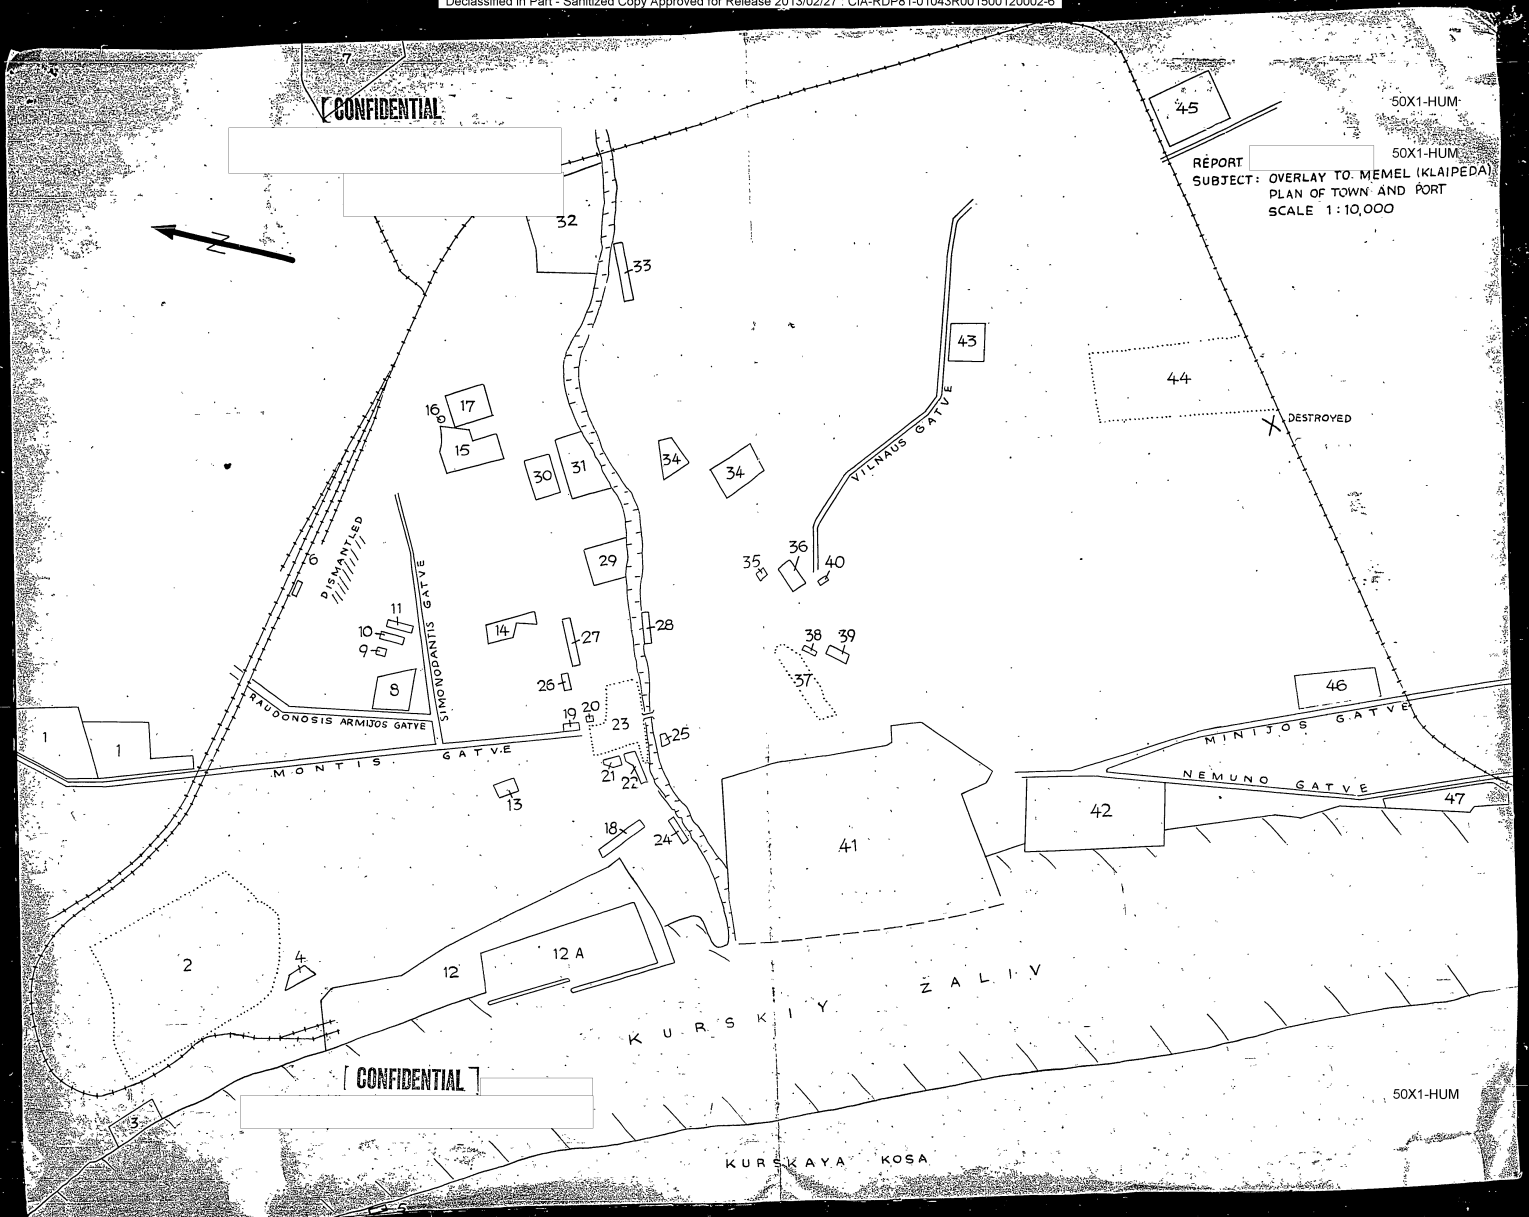 Declassified in Part - Sanitized Copy Approved for Release 2013/02/27 : CIA-RDP81-01043R001500120002-6
7
CONFIDENTIAL
50X1-HUM
50X1-HUM
REPORT
SUBJECT: OVERLAY TO MEMEL (KLAIPEDA)
PLAN OF TOWN AND PORT
SCALE 1:10,000
45
N
32
33
43
44
DESTROYED
VILNAUS GATVE
16
17
15
30
31
34
34
6
DISMANTLED
29
35
36
40
11
10
9
8
SIMONODANTIS GATVE
14
27
28
38
39
37
26
46
RAUDONOSIS ARMIJOS GATVE
19
20
23
25
1
1
MONTIS GATVE
21
22
MINIJOS GATVE
NEMUNO GATVE
47
13
18
24
41
42
2
4
12
12 A
KURSKIY ZALIV
CONFIDENTIAL
50X1-HUM
3
KURSKAYA KOSA
5